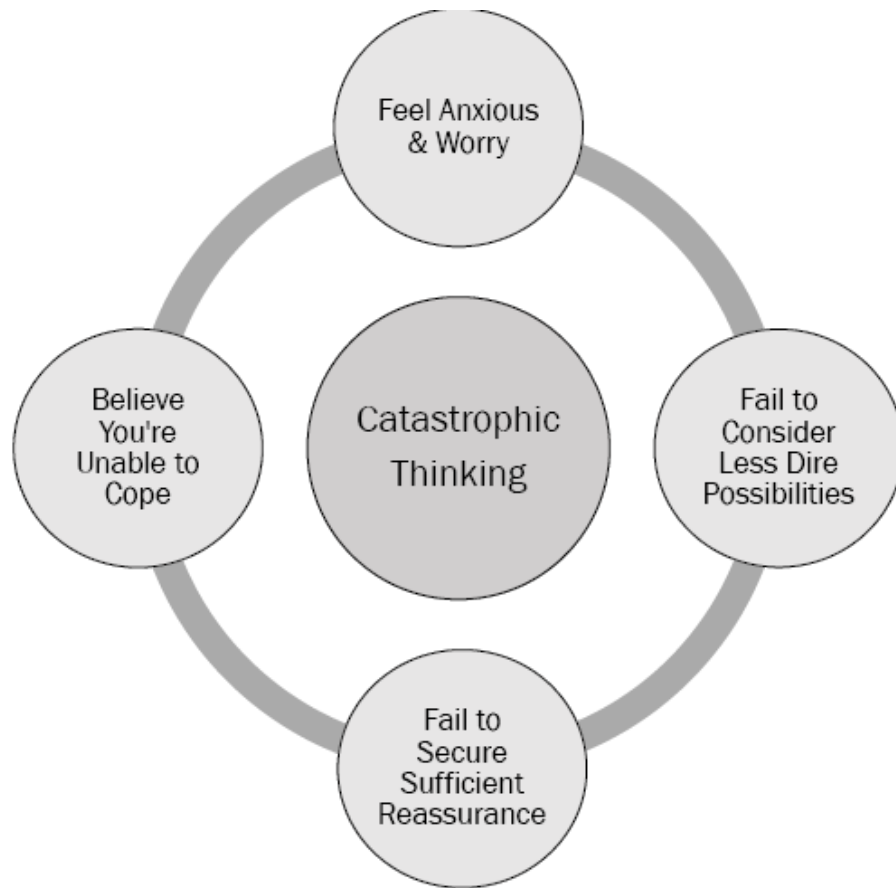 Feel Anxious
& Worry
Believe
You're
Unable to
Cope
Catastrophic
Thinking
Fail to
Consider
Less Dire
Possibilities
Fail to
Secure
Sufficient
Reassurance